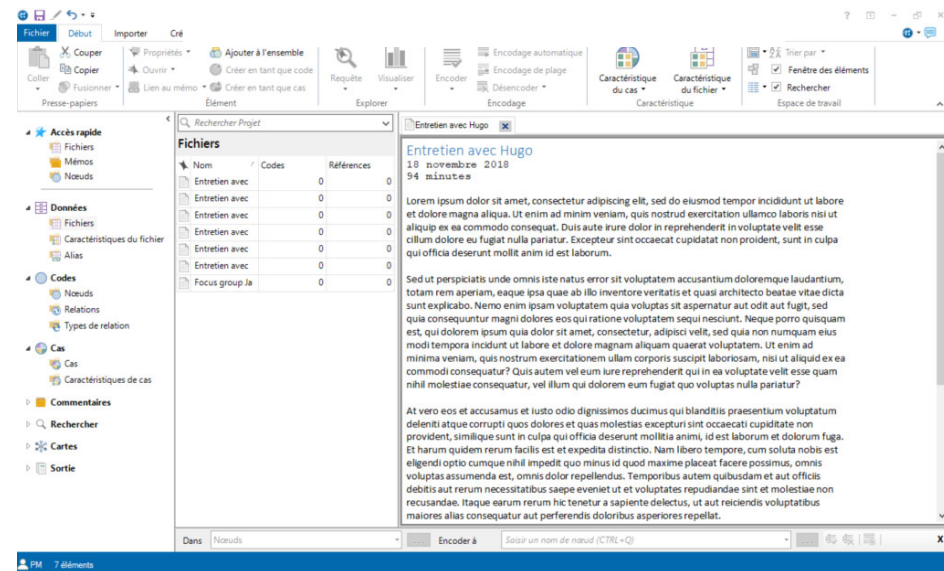 Fichier Début Importer Cré
Coller
Couper
Copier
Fusionner
Presse-papiers
Propriétés
Ouvrir
Lien au mémo
Ajouter à l'ensemble
Créer en tant que code
Créer en tant que cas
Élément
Requête
Visualiser
Explorer
Encoder
Encodage automatique
Encodage de plage
Désencoder
Encodage
Caractéristique du cas
Caractéristique du fichier
Caractéristique
Trier par
Fenêtre des éléments
Rechercher
Espace de travail
Accès rapide
Fichiers
Mémos
Nœuds
Données
Fichiers
Caractéristiques du fichier
Alias
Codes
Nœuds
Relations
Types de relation
Cas
Cas
Caractéristiques de cas
Commentaires
Rechercher
Cartes
Sortie
Rechercher Projet
Fichiers
Nom Codes Références
Entretien avec 0 0
Entretien avec 0 0
Entretien avec 0 0
Entretien avec 0 0
Entretien avec 0 0
Entretien avec 0 0
Focus group Ja 0 0
Entretien avec Hugo
Entretien avec Hugo
18 novembre 2018
94 minutes
Lorem ipsum dolor sit amet, consectetur adipiscing elit, sed do eiusmod tempor incididunt ut labore
et dolore magna aliqua. Ut enim ad minim veniam, quis nostrud exercitation ullamco laboris nisi ut
aliquip ex ea commodo consequat. Duis aute irure dolor in reprehenderit in voluptate velit esse
cillum dolore eu fugiat nulla pariatur. Excepteur sint occaecat cupidatat non proident, sunt in culpa
qui officia deserunt mollit anim id est laborum.
Sed ut perspiciatis unde omnis iste natus error sit voluptatem accusantium doloremque laudantium,
totam rem aperiam, eaque ipsa quae ab illo inventore veritatis et quasi architecto beatae vitae dicta
sunt explicabo. Nemo enim ipsam voluptatem quia voluptas sit aspernatur aut odit aut fugit, sed
quia consequuntur magni dolores eos qui ratione voluptatem sequi nesciunt. Neque porro quisquam
est, qui dolorem ipsum quia dolor sit amet, consectetur, adipisci velit, sed quia non numquam eius
modi tempora incidunt ut labore et dolore magnam aliquam quaerat voluptatem. Ut enim ad
minima veniam, quis nostrum exercitationem ullam corporis suscipit laboriosam, nisi ut aliquid ex ea
commodi consequatur? Quis autem vel eum iure reprehenderit qui in ea voluptate velit esse quam
nihil molestiae consequatur, vel illum qui dolorem eum fugiat quo voluptas nulla pariatur?
At vero eos et accusamus et iusto odio dignissimos ducimus qui blanditiis praesentium voluptatum
deleniti atque corrupti quos dolores et quas molestias excepturi sint occaecati cupiditate non
provident, similique sunt in culpa qui officia deserunt mollitia animi, id est laborum et dolorum fuga.
Et harum quidem rerum facilis est et expedita distinctio. Nam libero tempore, cum soluta nobis est
eligendi optio cumque nihil impedit quo minus id quod maxime placeat facere possimus, omnis
voluptas assumenda est, omnis dolor repellendus. Temporibus autem quibusdam et aut officiis
debitis aut rerum necessitatibus saepe eveniet ut et voluptates repudiandae sint et molestiae non
recusandae. Itaque earum rerum hic tenetur a sapiente delectus, ut aut reiciendis voluptatibus
maiores alias consequatur aut perferendis doloribus asperiores repellat.
Dans Nœuds Encoder à Saisir un nom de nœud (CTRL+Q) X
PM 7 éléments